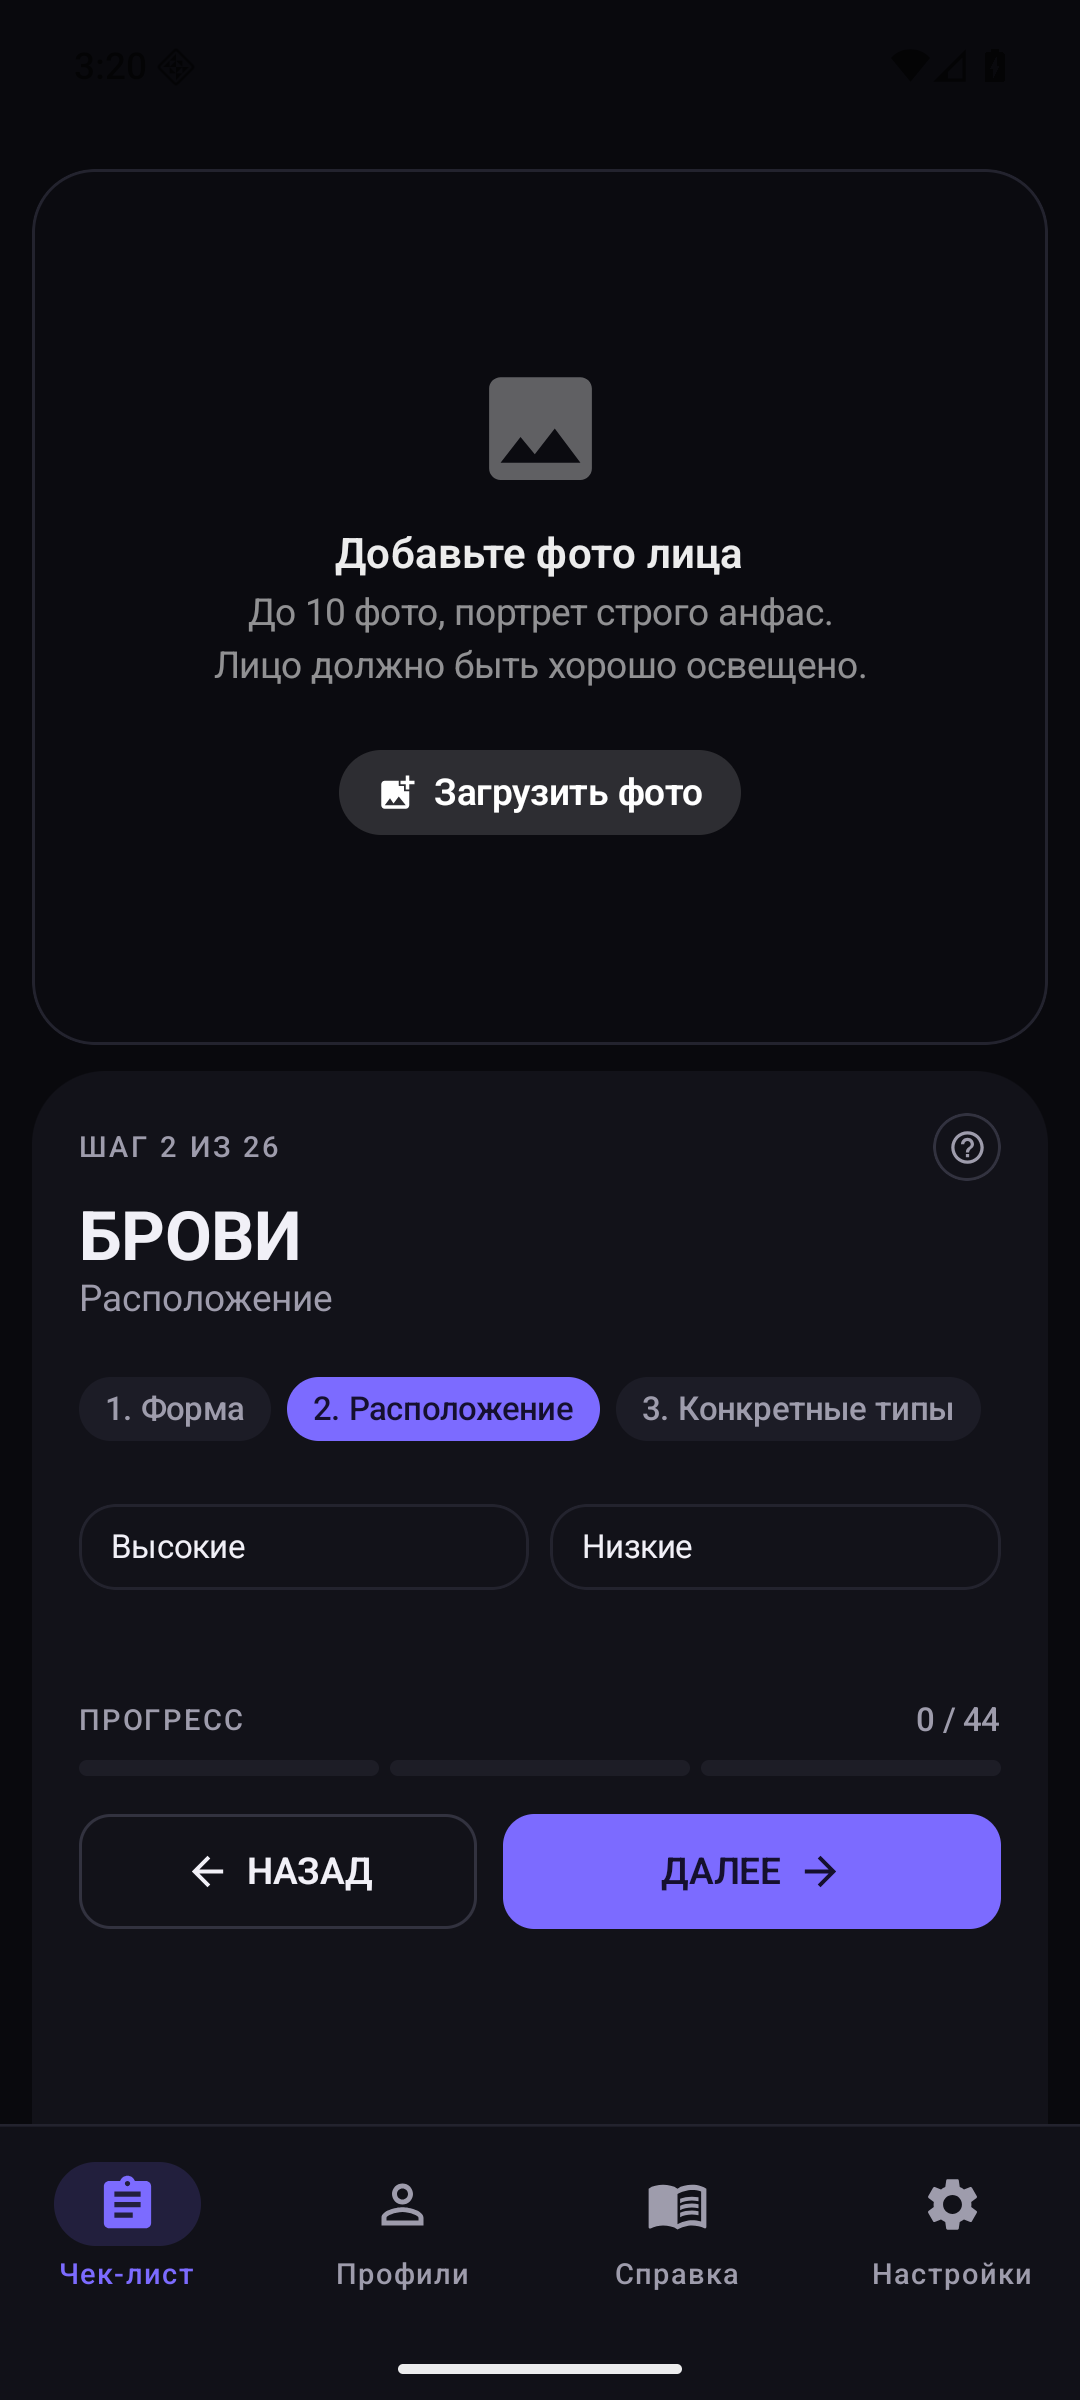 3:20
Добавьте фото лица
До 10 фото, портрет строго анфас.
Лицо должно быть хорошо освещено.
Загрузить фото
ШАГ 2 ИЗ 26
БРОВИ
Расположение
1. Форма
2. Расположение
3. Конкретные типы
Высокие
Низкие
ПРОГРЕСС
0 / 44
НАЗАД
ДАЛЕЕ
Чек-лист
Профили
Справка
Настройки